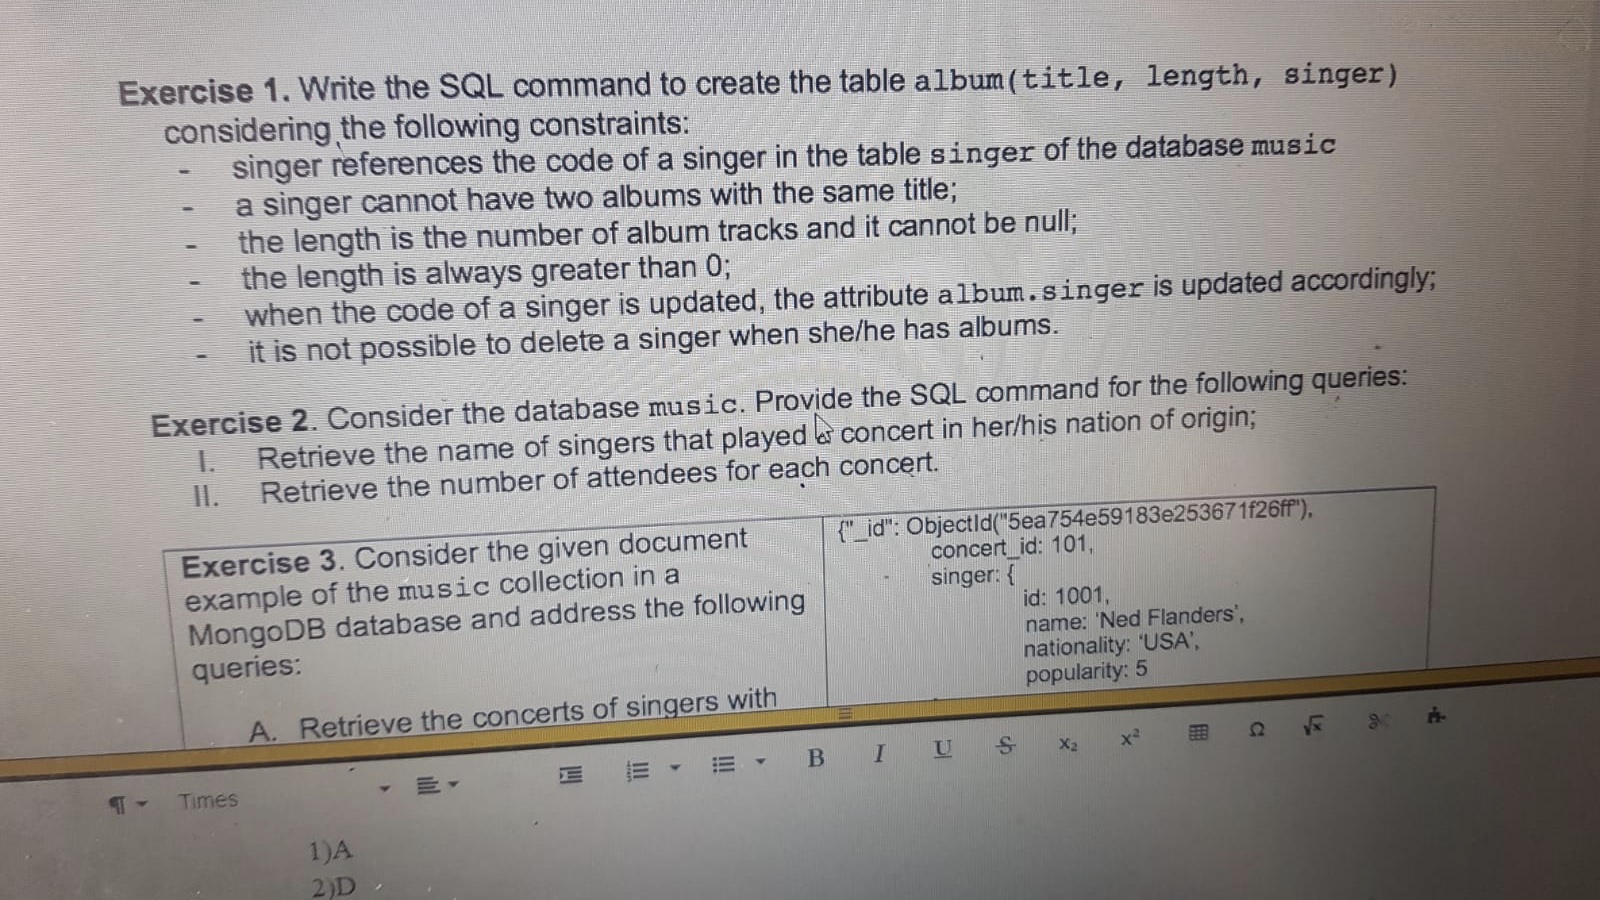 Exercise 1. Write the SQL command to create the table album(title, length, singer)
considering the following constraints:
- singer references the code of a singer in the table singer of the database music
- a singer cannot have two albums with the same title;
- the length is the number of album tracks and it cannot be null;
- the length is always greater than 0;
- when the code of a singer is updated, the attribute album.singer is updated accordingly;
- it is not possible to delete a singer when she/he has albums.
Exercise 2. Consider the database music. Provide the SQL command for the following queries:
I. Retrieve the name of singers that played concert in her/his nation of origin;
II. Retrieve the number of attendees for each concert.
Exercise 3. Consider the given document
example of the music collection in a
MongoDB database and address the following
queries:
A. Retrieve the concerts of singers with
{"_id": ObjectId("5ea754e59183e253671f26ff"),
concert_id: 101,
singer: {
id: 1001,
name: 'Ned Flanders',
nationality: 'USA',
popularity: 5
¶ Times B I U S X₂ X² Ω √x
1)A
2)D